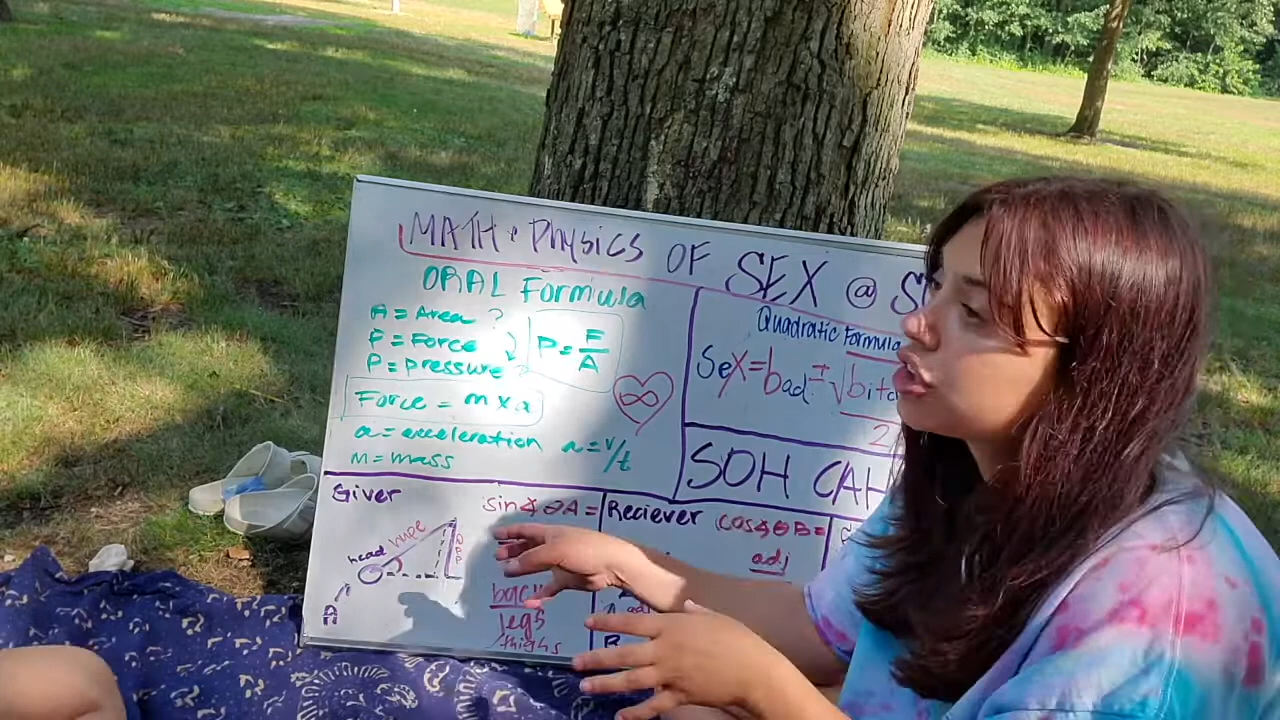 MATH + Physics OF SEX @
ORAL Formula
A = Area ?
F = Force
P = pressure
P = F/A
Force = m x a
a = acceleration a = v/t
M = mass
∞
Quadratic Formula
Sex = bad ± √bitc
2
SOH CAH
Giver
sin∡ θA =
head
hype
opp
A
back
legs
/thighs
Reciever cos∡ θB =
adj
B